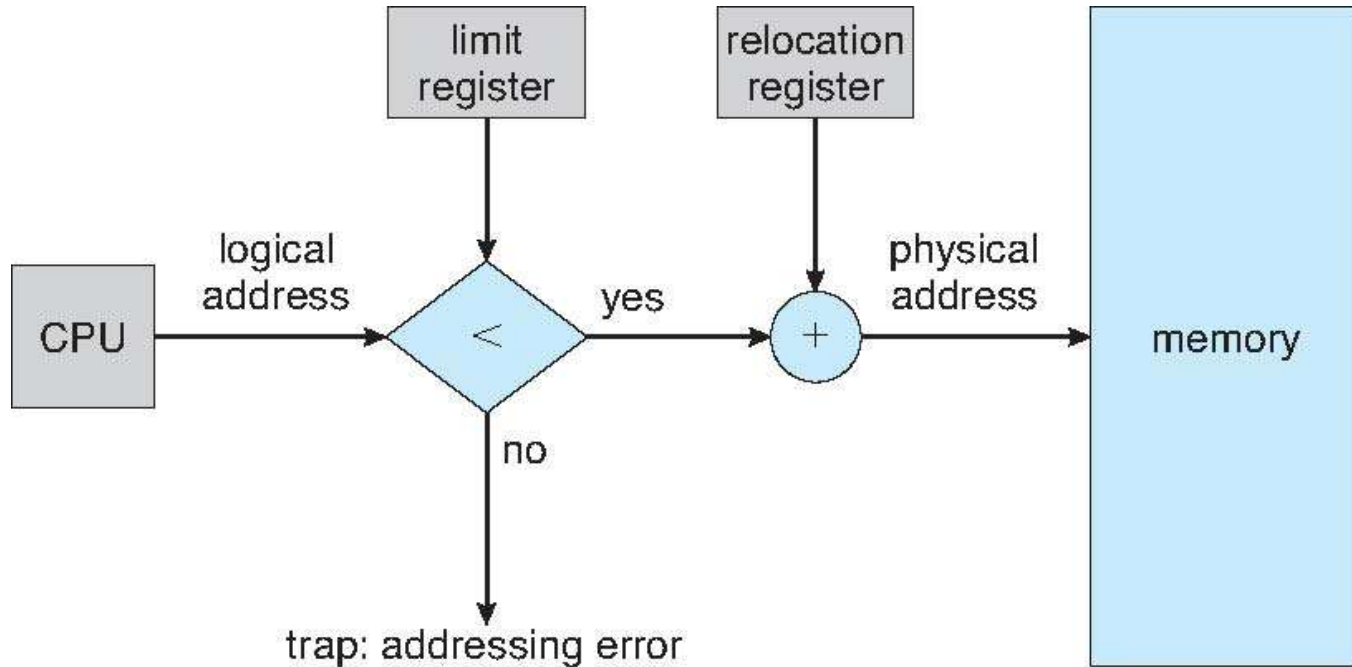 limit
register
relocation
register
logical
address
physical
address
CPU
<
yes
+
memory
no
trap: addressing error